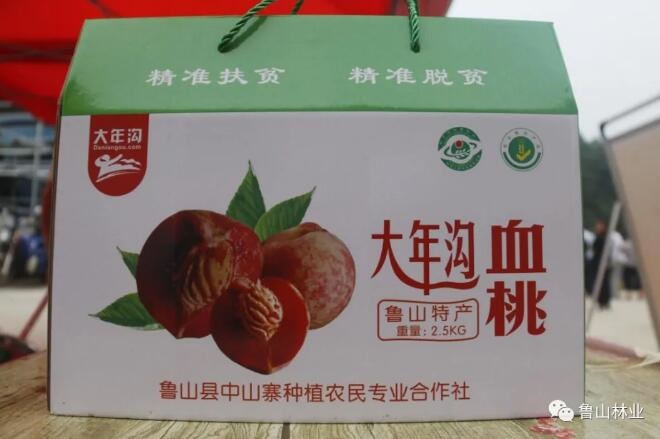 精准扶贫 精准脱贫
大年沟
Daniangou.com
大年沟
血桃
鲁山特产
重量：2.5KG
鲁山县中山寨种植农民专业合作社
鲁山林业